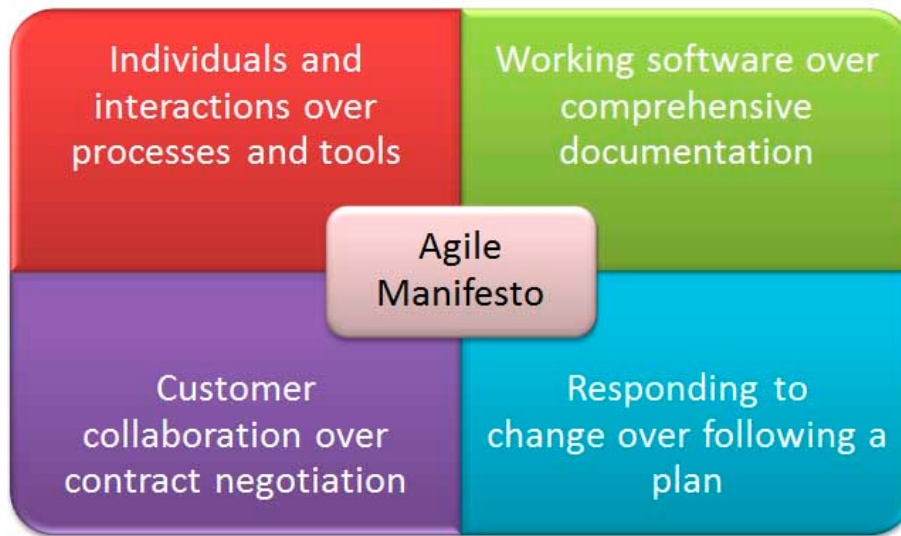 Individuals and
interactions over
processes and tools
Working software over
comprehensive
documentation
Agile
Manifesto
Customer
collaboration over
contract negotiation
Responding to
change over following a
plan